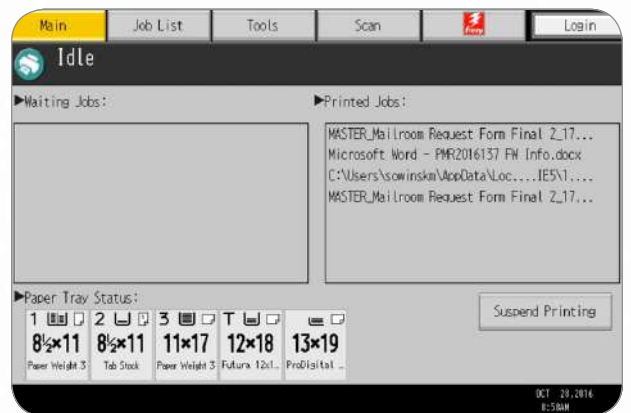 Main
Job List
Tools
Scan
Fiery
Login
Idle
▶Waiting Jobs:
▶Printed Jobs:
MASTER_Mailroom Request Form Final 2_17...
Microsoft Word - PMR2016137 FW Info.docx
C:\Users\sowinskm\AppData\Loc....IE5\1....
MASTER_Mailroom Request Form Final 2_17...
▶Paper Tray Status:
1 2 3 T
8½×11 8½×11 11×17 12×18 13×19
Paper Weight 3 Tab Stock Paper Weight 3 Futura 12x1.. ProDigital ..
Suspend Printing
OCT 28,2016
8:58AM